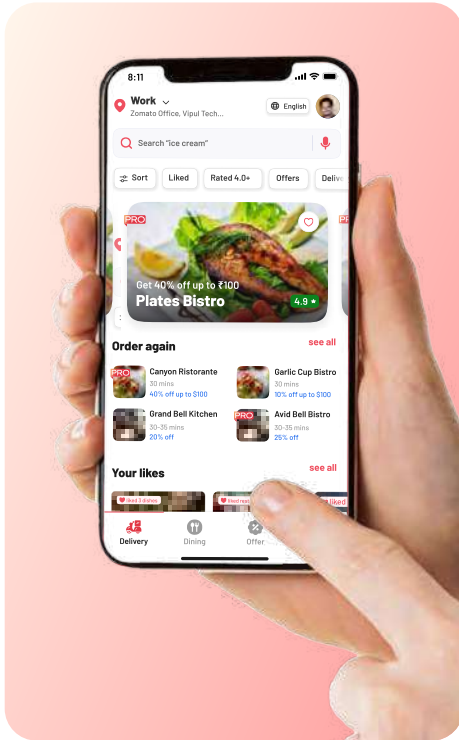 8:11
Work
Zomato Office, Vipul Tech...
English
Search "ice cream"
Sort
Liked
Rated 4.0+
Offers
PRO
Get 40% off up to ₹100
Plates Bistro
4.9 ★
Order again
see all
PRO
Canyon Ristorante
30 mins
40% off up to $100
Garlic Cup Bistro
30 mins
10% off up to $100
Grand Bell Kitchen
30-35 mins
20% off
PRO
Avid Bell Bistro
30-35 mins
25% off
Your likes
see all
liked 3 dishes
liked
Delivery
Dining
Offer